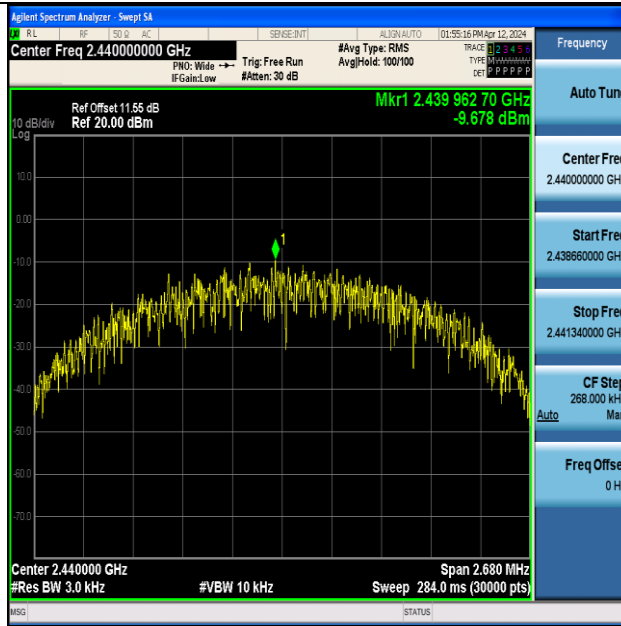 Agilent Spectrum Analyzer - Swept SA
RL RF 50 Ω AC SENSE:INT ALIGN AUTO 01:55:16 PM Apr 12, 2024
Center Freq 2.440000000 GHz
PNO: Wide
IFGain:Low
Trig: Free Run
#Atten: 30 dB
#Avg Type: RMS
Avg|Hold: 100/100
TRACE 1 2 3 4 5 6
TYPE M
DET P P P P P P
Frequency
Ref Offset 11.55 dB
Ref 20.00 dBm
10 dB/div
Log
Mkr1 2.439 962 70 GHz
-9.678 dBm
1
10.0
0.00
-10.0
-20.0
-30.0
-40.0
-50.0
-60.0
-70.0
Center 2.440000 GHz
#Res BW 3.0 kHz
#VBW 10 kHz
Span 2.680 MHz
Sweep 284.0 ms (30000 pts)
Auto Tun
Center Fre
2.440000000 GH
Start Fre
2.438660000 GH
Stop Fre
2.441340000 GH
CF Ste
268.000 kH
Auto Ma
Freq Offse
0 H
MSG STATUS